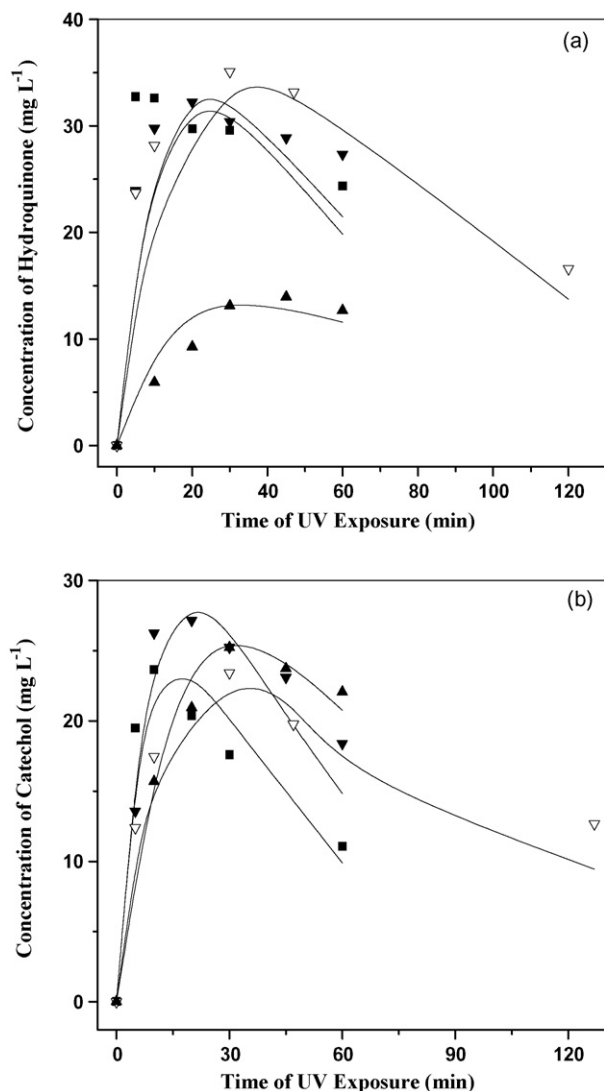 (a)
40
30
20
10
0
Concentration of Hydroquinone (mg L⁻¹)
0 20 40 60 80 100 120
Time of UV Exposure (min)
(b)
30
20
10
0
Concentration of Catechol (mg L⁻¹)
0 30 60 90 120
Time of UV Exposure (min)